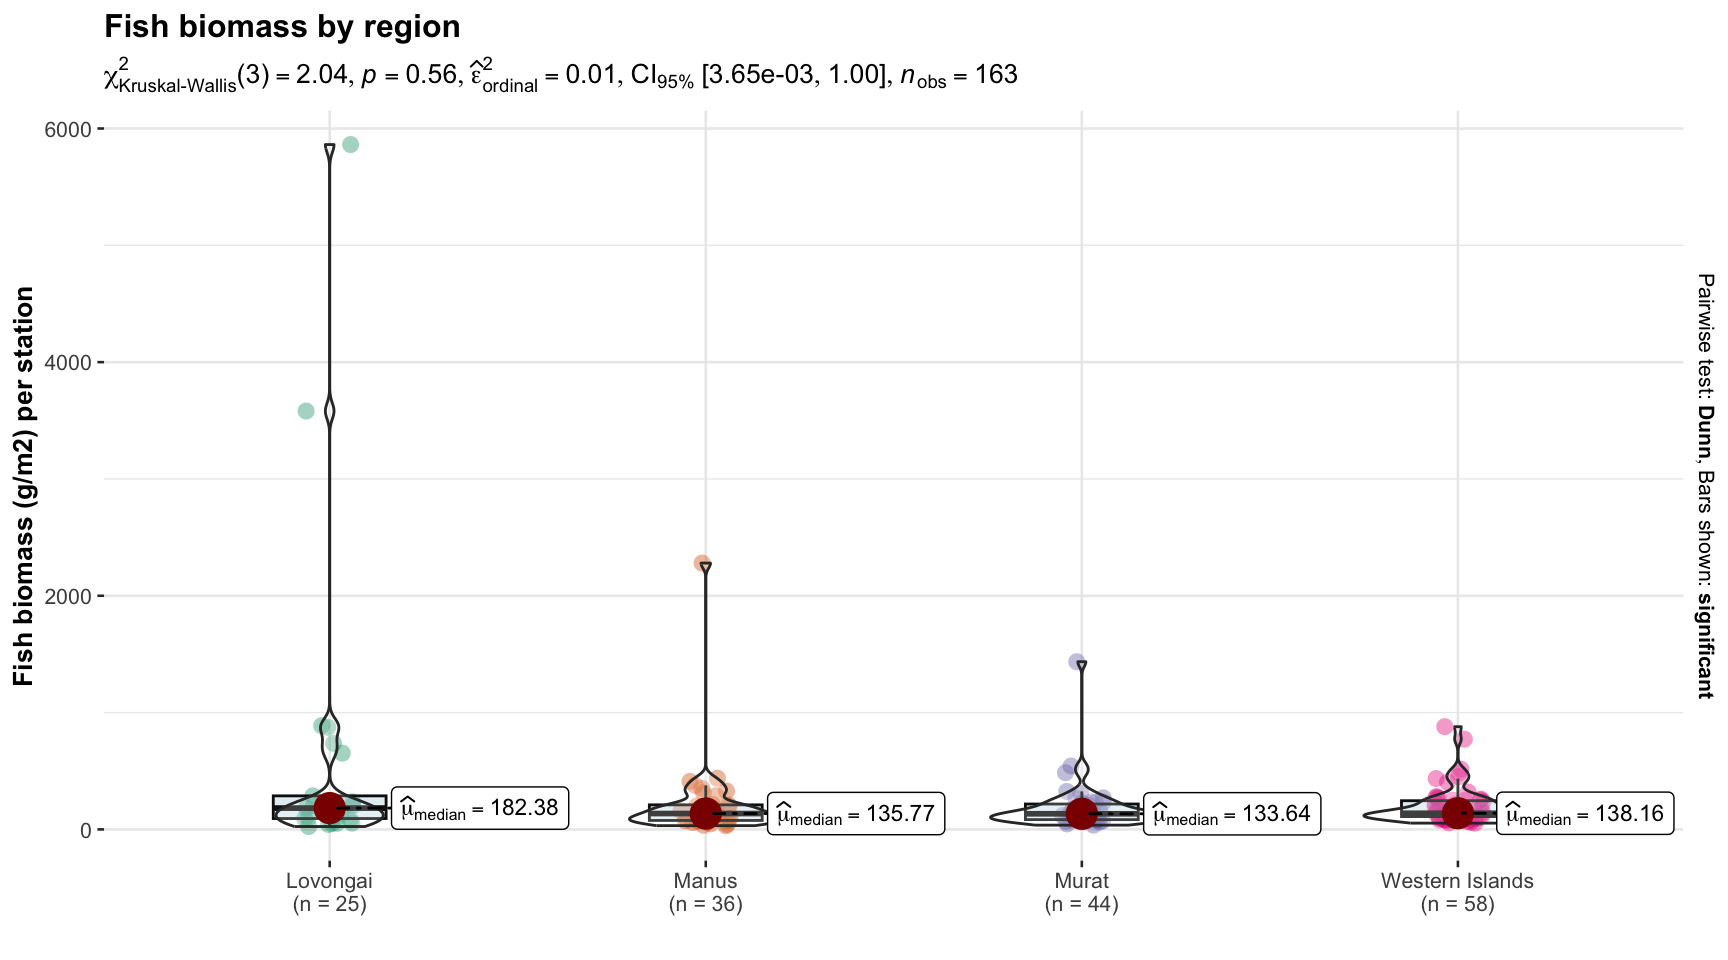 Fish biomass by region
χ²Kruskal-Wallis(3) = 2.04, p = 0.56, ε̂²ordinal = 0.01, CI95% [3.65e-03, 1.00], nobs = 163
Fish biomass (g/m2) per station
6000
4000
2000
0
μ̂median = 182.38
μ̂median = 135.77
μ̂median = 133.64
μ̂median = 138.16
Lovongai
(n = 25)
Manus
(n = 36)
Murat
(n = 44)
Western Islands
(n = 58)
Pairwise test: Dunn, Bars shown: significant